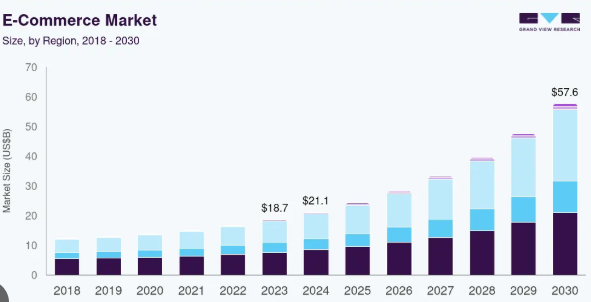 E-Commerce Market
Size, by Region, 2018 - 2030
GRAND VIEW RESEARCH
Market Size (US$B)
70
60
50
40
30
20
10
0
$18.7
$21.1
$57.6
2018 2019 2020 2021 2022 2023 2024 2025 2026 2027 2028 2029 2030